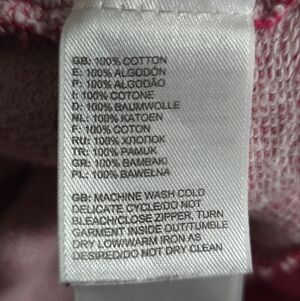 GB: 100% COTTON
E: 100% ALGODON
P: 100% ALGODÃO
I: 100% COTONE
D: 100% BAUMWOLLE
NL: 100% KATOEN
F: 100% COTON
RU: 100% ХЛОПОК
TR: 100% PAMUK
GR: 100% BAMBAKI
PL: 100% BAWEŁNA
GB: MACHINE WASH COLD
DELICATE CYCLE/DO NOT
BLEACH/CLOSE ZIPPER, TURN
GARMENT INSIDE OUT/TUMBLE
DRY LOW/WARM IRON AS
DESIRED/DO NOT DRY CLEAN